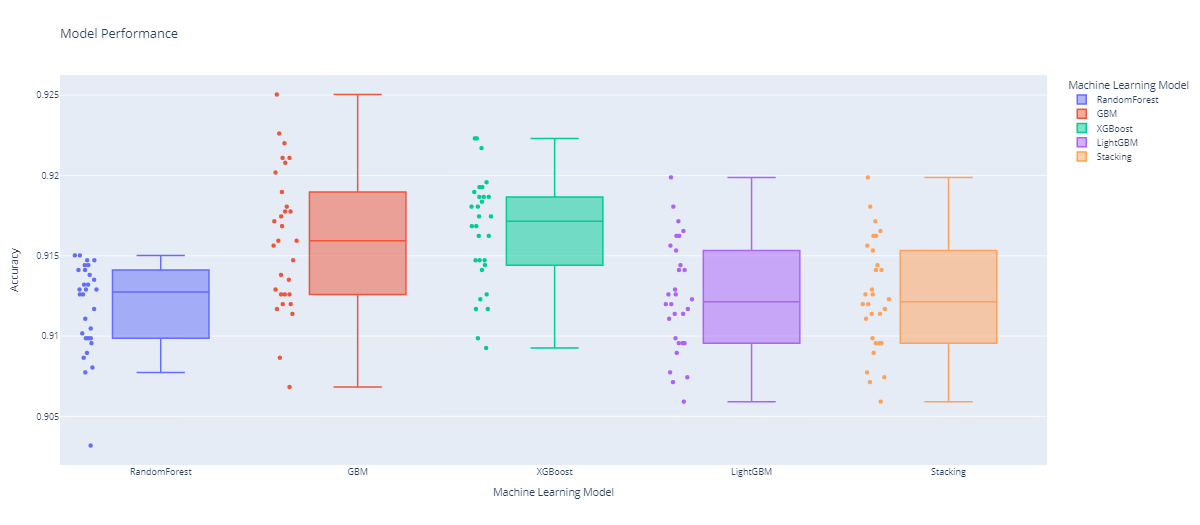 Model Performance
0.925
0.92
0.915
0.91
0.905
Accuracy
RandomForest
GBM
XGBoost
LightGBM
Stacking
Machine Learning Model
Machine Learning Model
RandomForest
GBM
XGBoost
LightGBM
Stacking